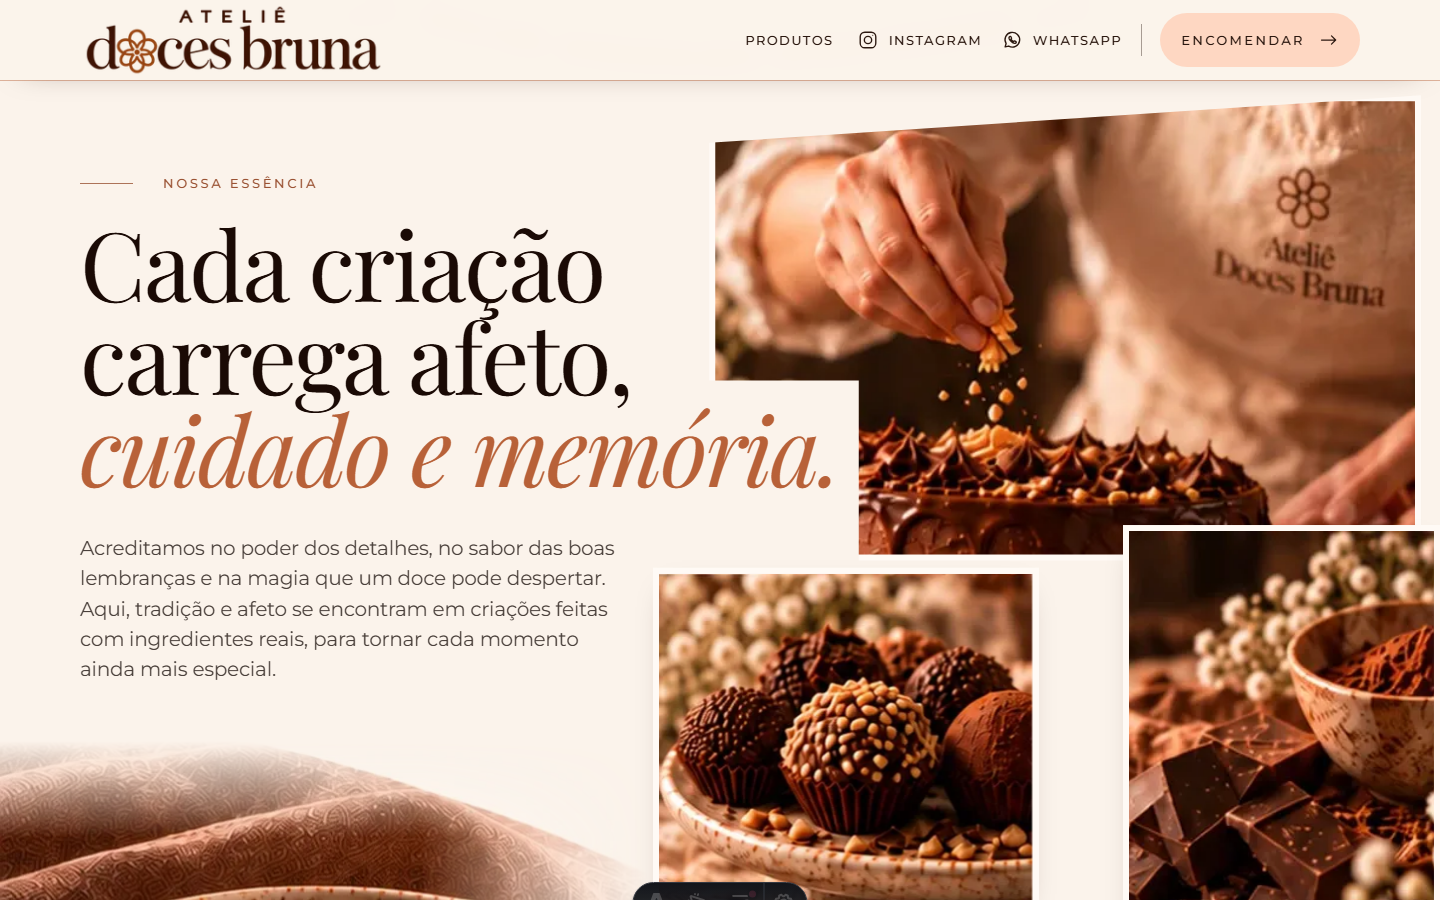 ATELIÊ
doces bruna
PRODUTOS
INSTAGRAM
WHATSAPP
ENCOMENDAR
NOSSA ESSÊNCIA
Cada criação
carrega afeto,
cuidado e memória.
Acreditamos no poder dos detalhes, no sabor das boas
lembranças e na magia que um doce pode despertar.
Aqui, tradição e afeto se encontram em criações feitas
com ingredientes reais, para tornar cada momento
ainda mais especial.
Ateliê
Doces Bruna